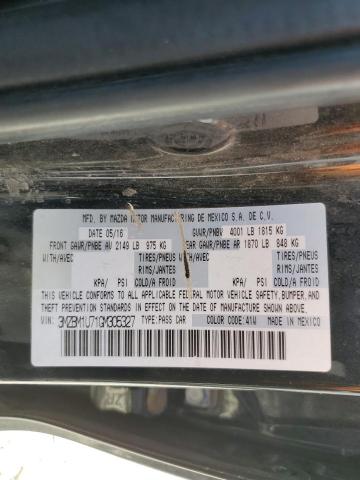 MFD. BY MAZDA MOTOR MANUFACTURING DE MEXICO S.A. DE C.V.
DATE 05/16 GVWR/PNBV 4001 LB 1815 KG
FRONT GAWR/PNBE AV 2149 LB 975 KG REAR GAWR/PNBE AR 1870 LB 848 KG
WITH/AVEC TIRES/PNEUS WITH/AVEC TIRES/PNEUS
RIMS/JANTES RIMS/JANTES
KPA/ PSI COLD/A FROID KPA/ PSI COLD/A FROID
THIS VEHICLE CONFORMS TO ALL APPLICABLE FEDERAL MOTOR VEHICLE SAFETY, BUMPER, AND
THEFT PREVENTION STANDARDS IN EFFECT ON THE DATE OF MANUFACTURE SHOWN ABOVE.
VIN: 3MZBM1U71GM305327 TYPE: PASS CAR COLOR CODE: 41W MADE IN MEXICO